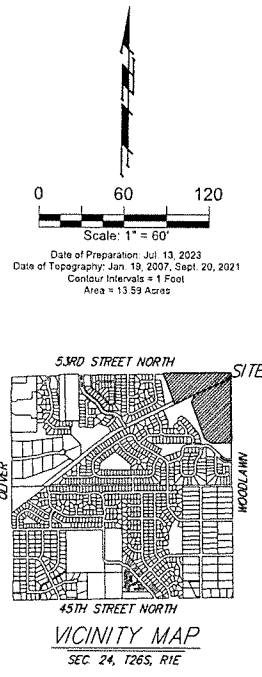 0 60 120
Scale: 1" = 60'
Date of Preparation: Jul. 13, 2023
Date of Topography: Jan. 19, 2007, Sept. 20, 2021
Contour Intervals = 1 Foot
Area = 13.59 Acres
53RD STREET NORTH
SITE
OLIVER
WOODLAWN
45TH STREET NORTH
VICINITY MAP
SEC. 24, T26S, R1E